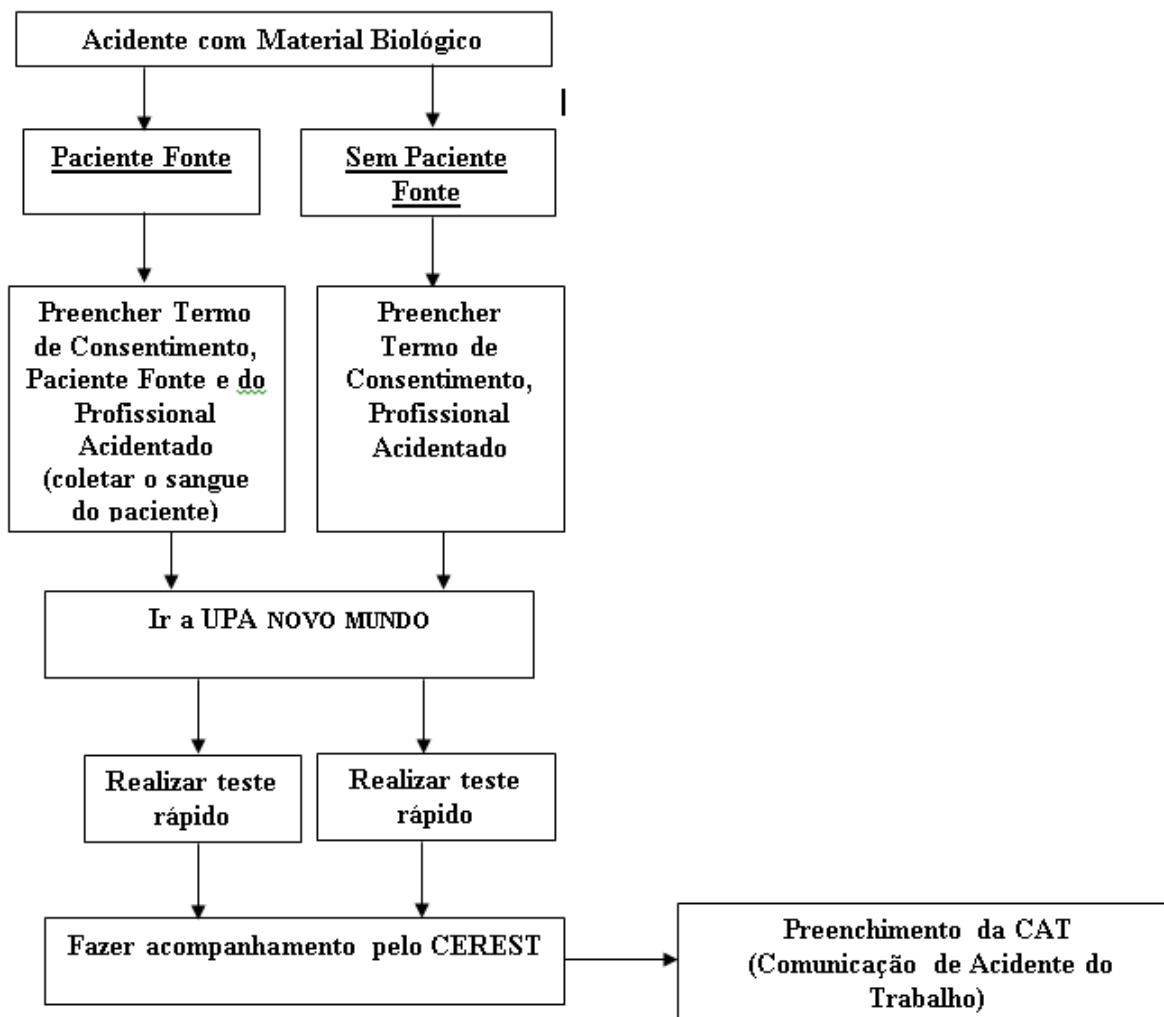 Acidente com Material Biológico
Paciente Fonte
Sem Paciente
Fonte
Preencher Termo
de Consentimento,
Paciente Fonte e do
Profissional
Acidentado
(coletar o sangue
do paciente)
Preencher
Termo de
Consentimento,
Profissional
Acidentado
Ir a UPA NOVO MUNDO
Realizar teste
rápido
Realizar teste
rápido
Fazer acompanhamento pelo CEREST
Preenchimento da CAT
(Comunicação de Acidente do
Trabalho)